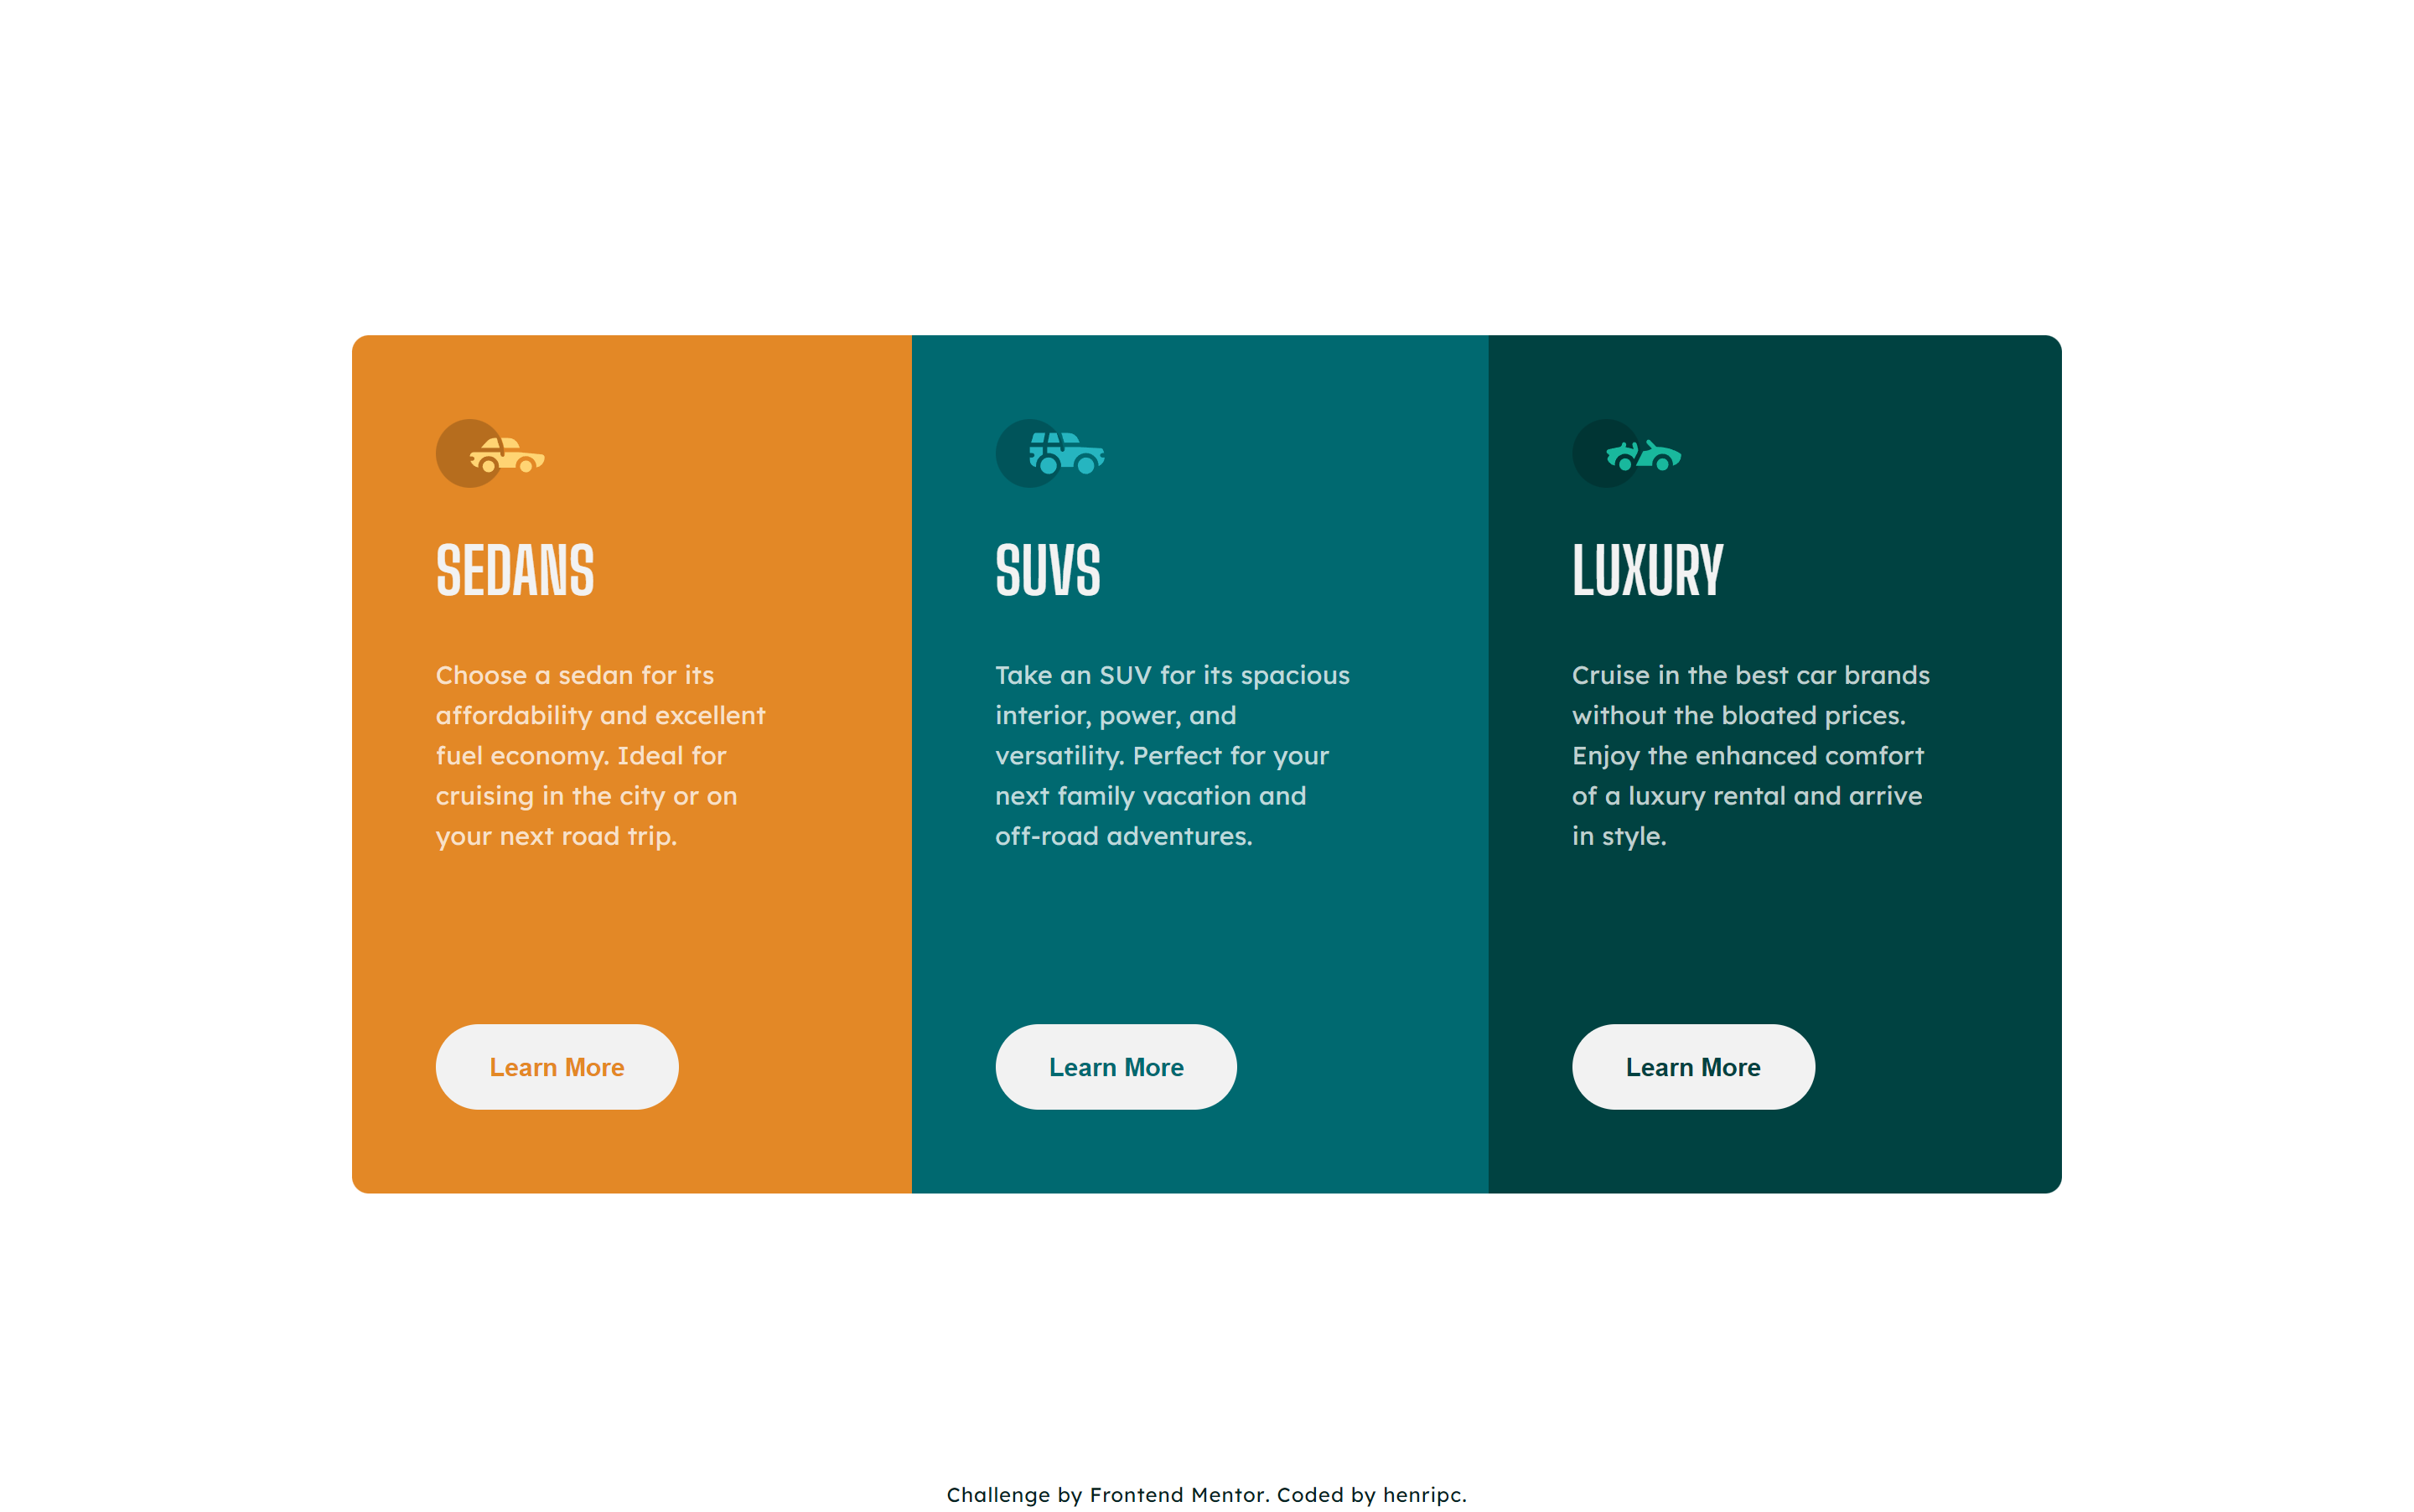 SEDANS
Choose a sedan for its
affordability and excellent
fuel economy. Ideal for
cruising in the city or on
your next road trip.
Learn More
SUVS
Take an SUV for its spacious
interior, power, and
versatility. Perfect for your
next family vacation and
off-road adventures.
Learn More
LUXURY
Cruise in the best car brands
without the bloated prices.
Enjoy the enhanced comfort
of a luxury rental and arrive
in style.
Learn More
Challenge by Frontend Mentor. Coded by henripc.